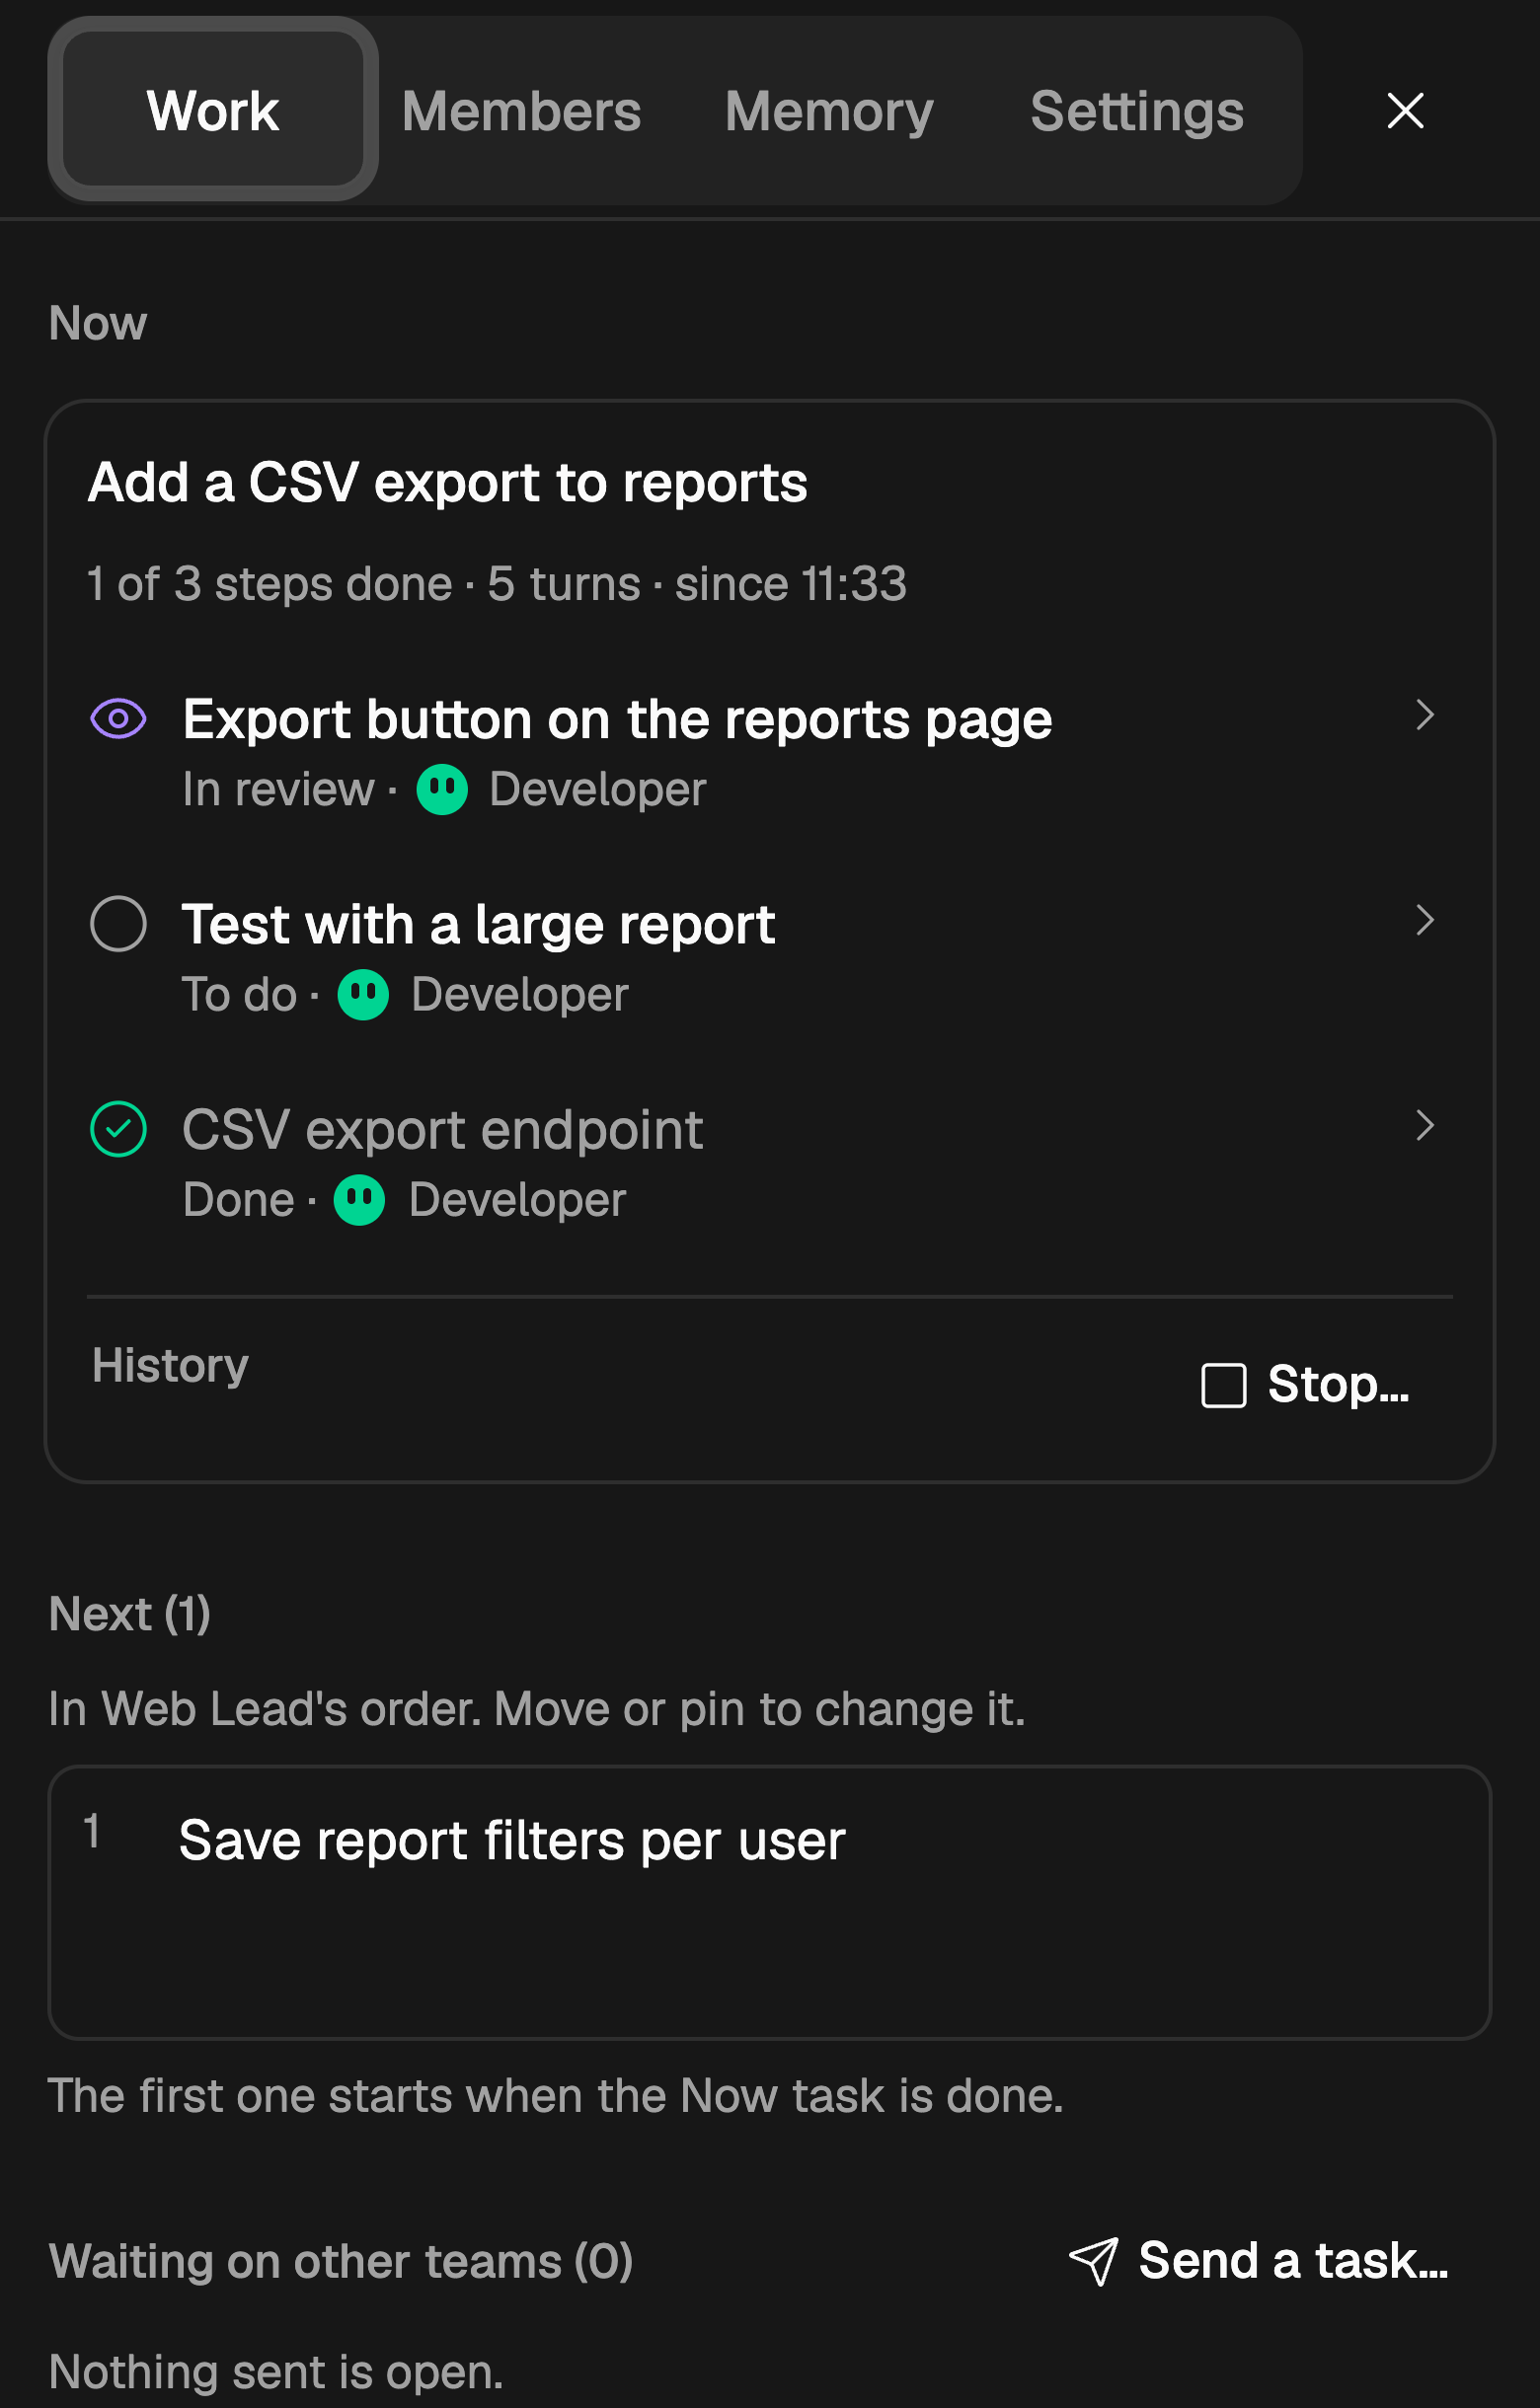 Work Members Memory Settings
Now
Add a CSV export to reports
1 of 3 steps done · 5 turns · since 11:33
Export button on the reports page
In review · Developer
Test with a large report
To do · Developer
CSV export endpoint
Done · Developer
History
Stop…
Next (1)
In Web Lead's order. Move or pin to change it.
1 Save report filters per user
The first one starts when the Now task is done.
Waiting on other teams (0)
Send a task…
Nothing sent is open.